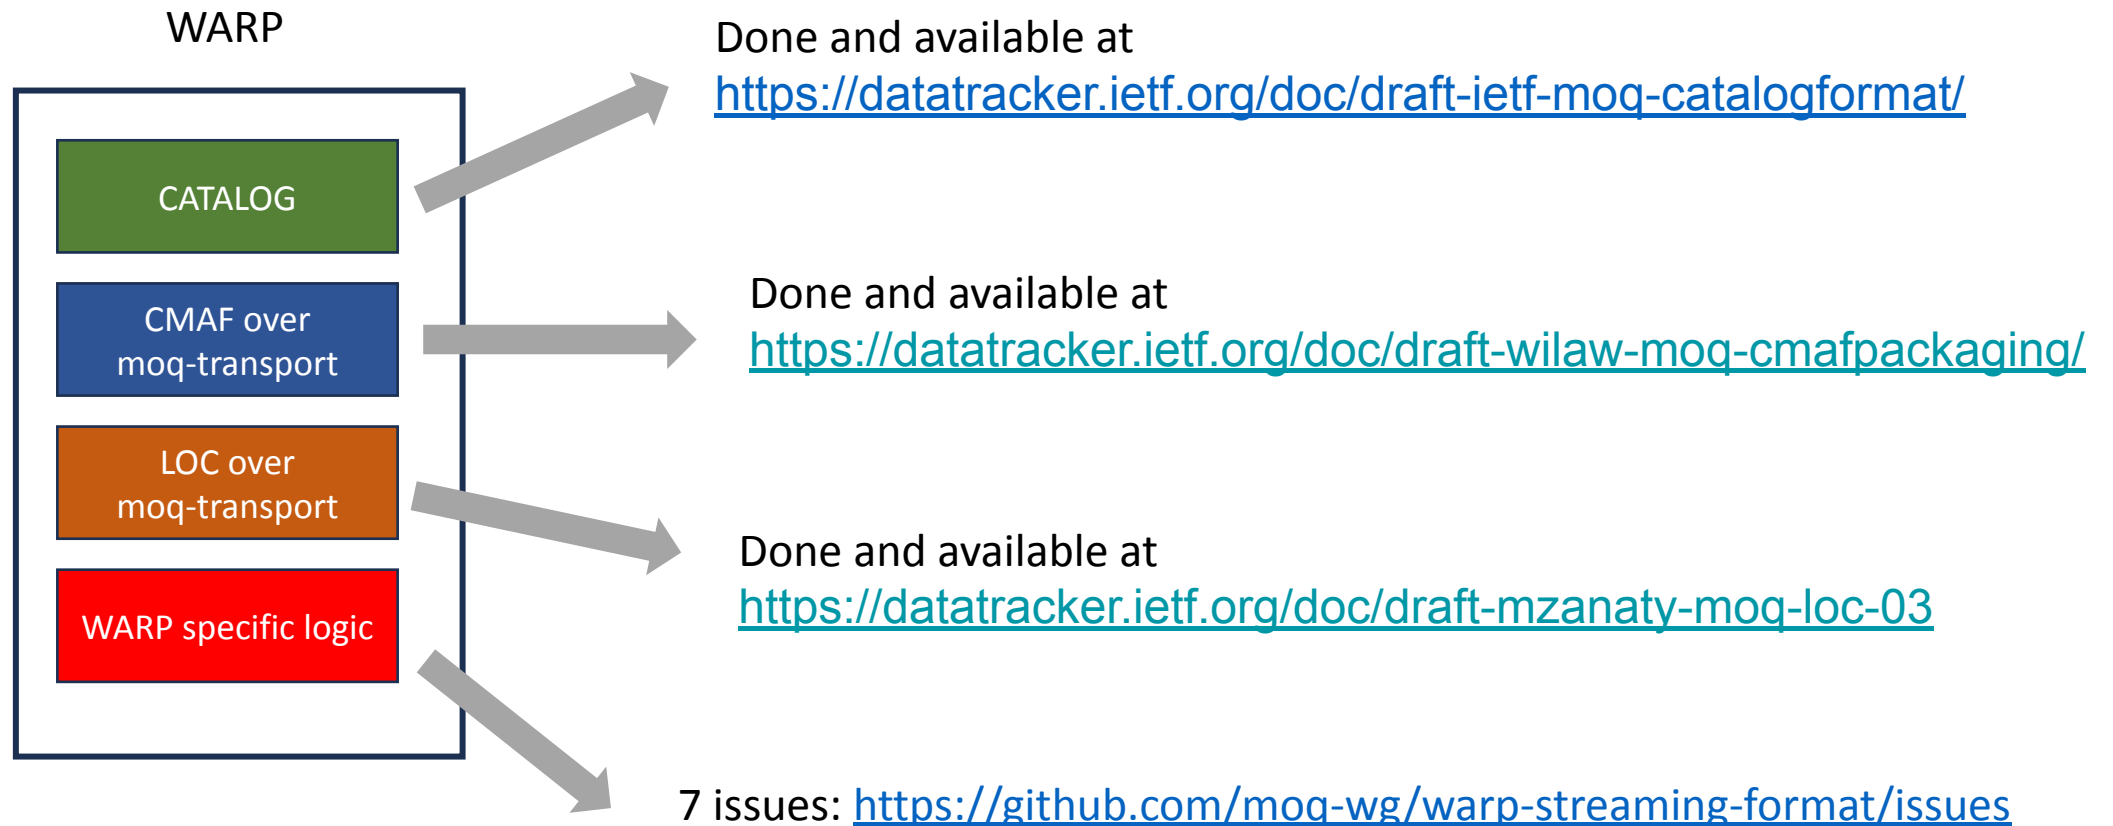 WARP
CATALOG
CMAF over
moq-transport
LOC over
moq-transport
WARP specific logic
Done and available at
https://datatracker.ietf.org/doc/draft-ietf-moq-catalogformat/
Done and available at
https://datatracker.ietf.org/doc/draft-wilaw-moq-cmafpackaging/
Done and available at
https://datatracker.ietf.org/doc/draft-mzanaty-moq-loc-03
7 issues: https://github.com/moq-wg/warp-streaming-format/issues